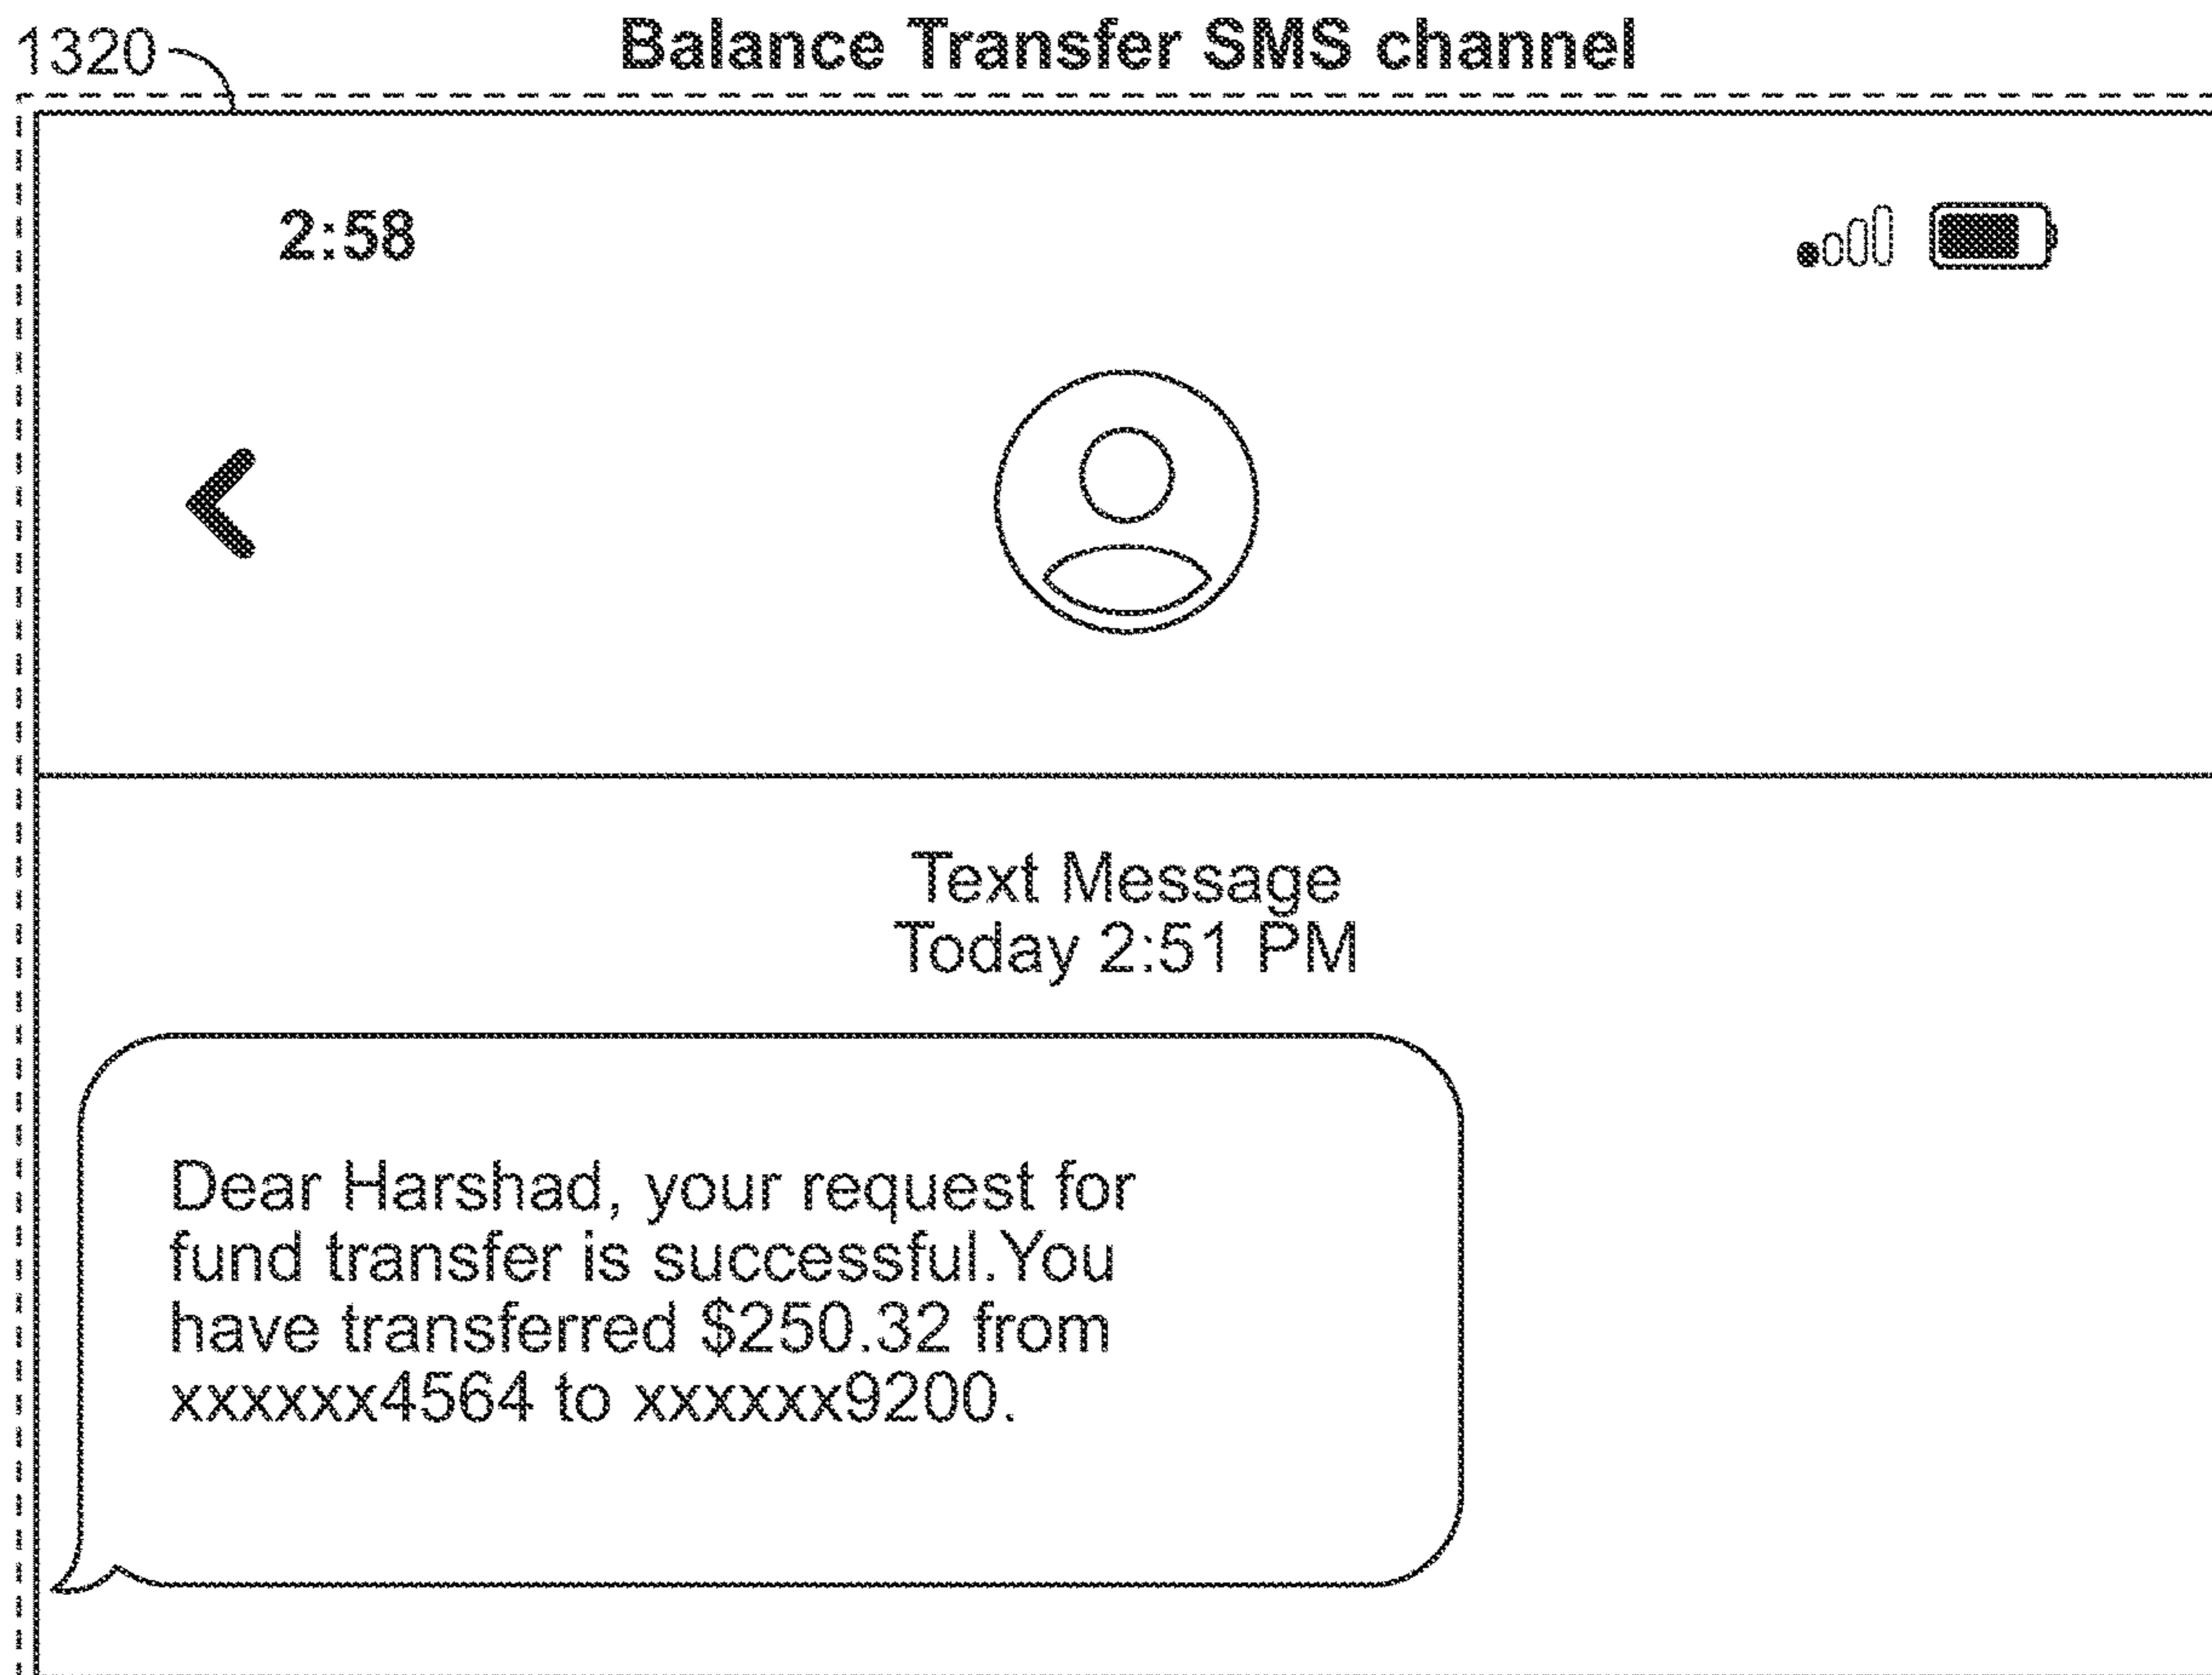 1320
Balance Transfer SMS channel
2:58
Text Message
Today 2:51 PM
Dear Harshad, your request for
fund transfer is successful.You
have transferred $250.32 from
xxxxxx4564 to xxxxxx9200.